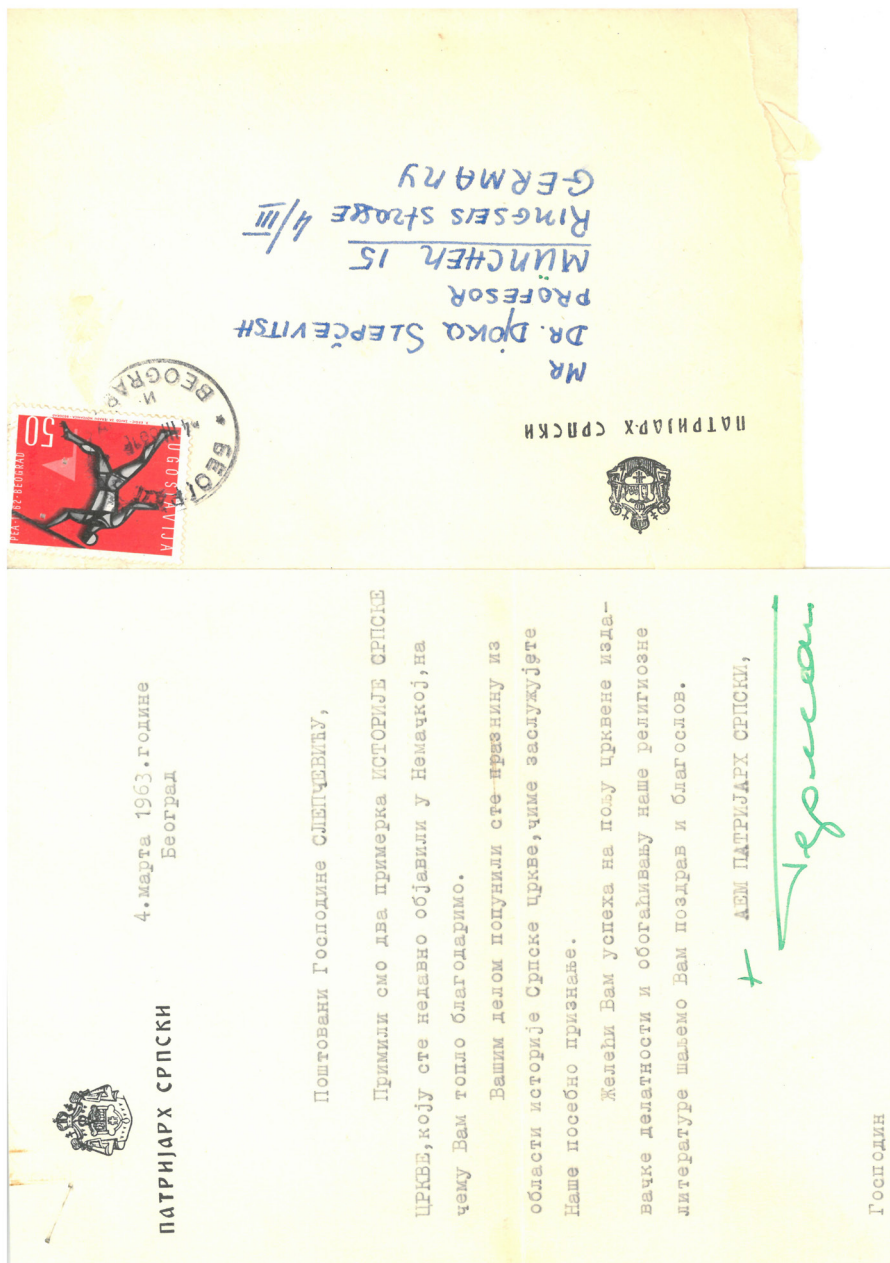 ПАТРИЈАРХ СРПСКИ
MR
DR. DJOKO SLEPČEVITSH
PROFESOR
MÜNCHEN 15
RINGSEIS STRASSE 4/III
GERMANY
50
JUGOSLAVIJA
BEOGRAD
ПАТРИЈАРХ СРПСКИ
4.марта 1963.године
Београд
Поштовани Господине СЛЕПЧЕВИЋУ,
Примили смо два примерка ИСТОРИЈЕ СРПСКЕ
ЦРКВЕ,коју сте недавно објавили у Немачкој,на
чему Вам топло благодаримо.
Вашим делом попунили сте празнину из
области историје Српске цркве,чиме заслужујете
Наше посебно признање.
Желећи Вам успеха на пољу црквене изда-
вачке делатности и обогаћивању наше религиозне
литературе шаљемо Вам поздрав и благослов.
АЕМ ПАТРИЈАРХ СРПСКИ,
+ Герман
Господин